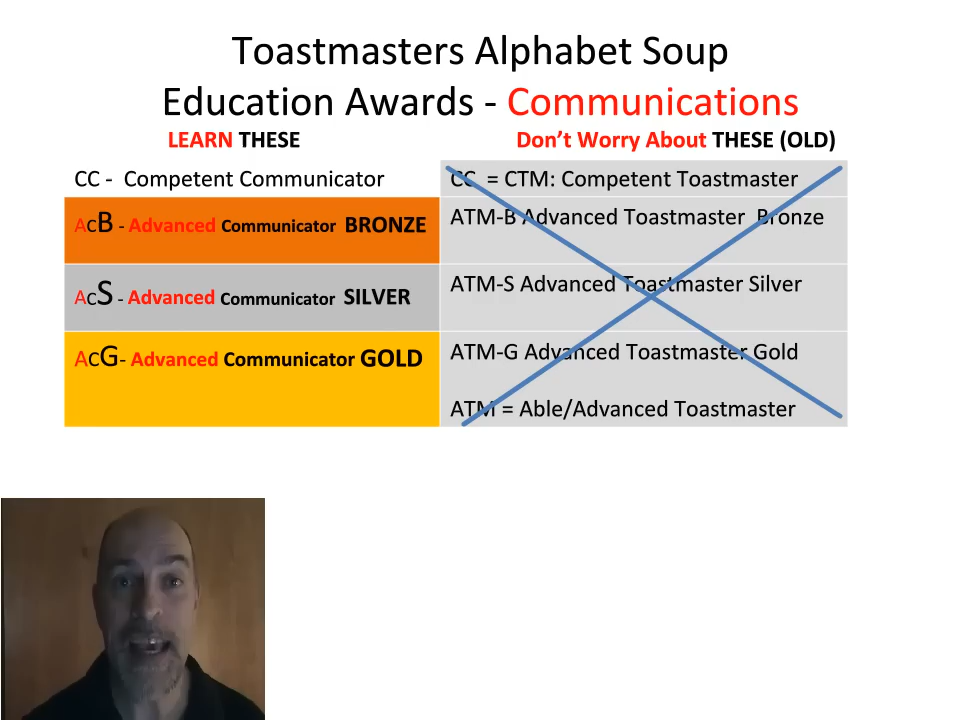 Toastmasters Alphabet Soup
Education Awards - Communications
LEARN THESE
Don't Worry About THESE (OLD)
CC - Competent Communicator
CC = CTM: Competent Toastmaster
ACB - Advanced Communicator BRONZE
ATM-B Advanced Toastmaster Bronze
ACS - Advanced Communicator SILVER
ATM-S Advanced Toastmaster Silver
ACG- Advanced Communicator GOLD
ATM-G Advanced Toastmaster Gold
ATM = Able/Advanced Toastmaster